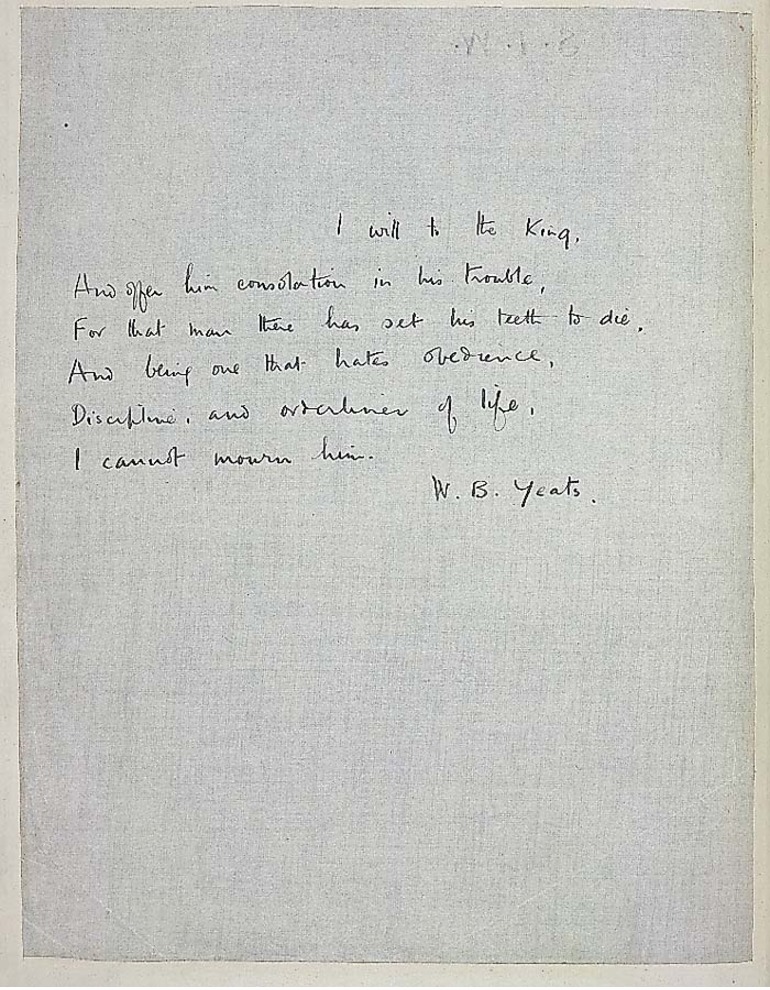 I will to the King,
And offer him consolation in his trouble,
For that man there has set his teeth to die,
And being one that hates obedience,
Discipline, and orderliness of life,
I cannot mourn him.
W. B. Yeats.